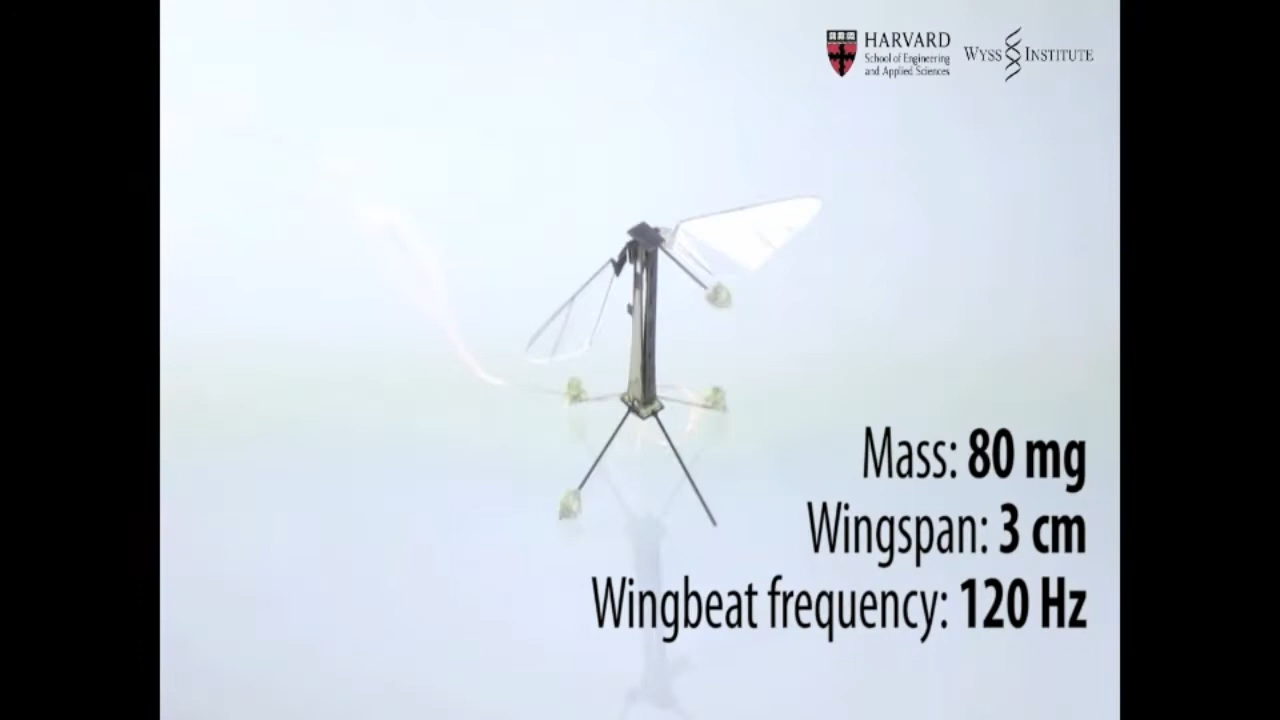 HARVARD
School of Engineering
and Applied Sciences
WYSS INSTITUTE
Mass: 80 mg
Wingspan: 3 cm
Wingbeat frequency: 120 Hz